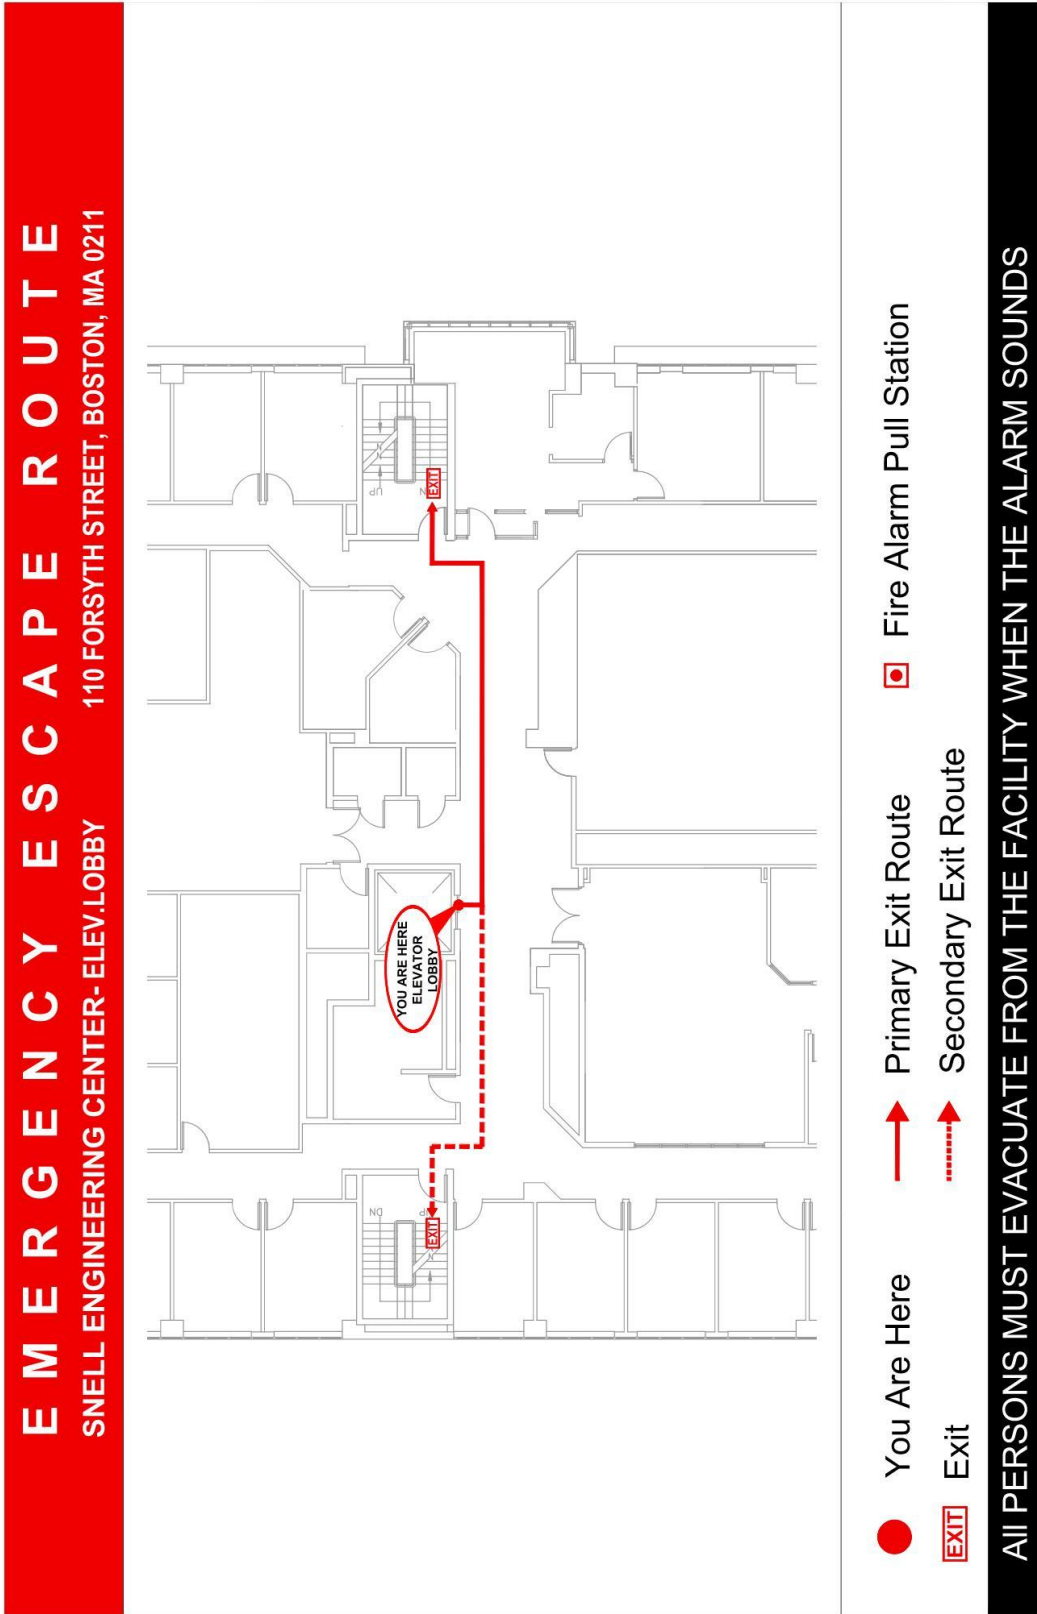 EMERGENCY ESCAPE ROUTE
SNELL ENGINEERING CENTER- ELEV.LOBBY 110 FORSYTH STREET, BOSTON, MA 0211
DN
UP
EXIT
YOU ARE HERE
ELEVATOR
LOBBY
UP
EXIT
You Are Here
Primary Exit Route
Fire Alarm Pull Station
EXIT Exit
Secondary Exit Route
All PERSONS MUST EVACUATE FROM THE FACILITY WHEN THE ALARM SOUNDS